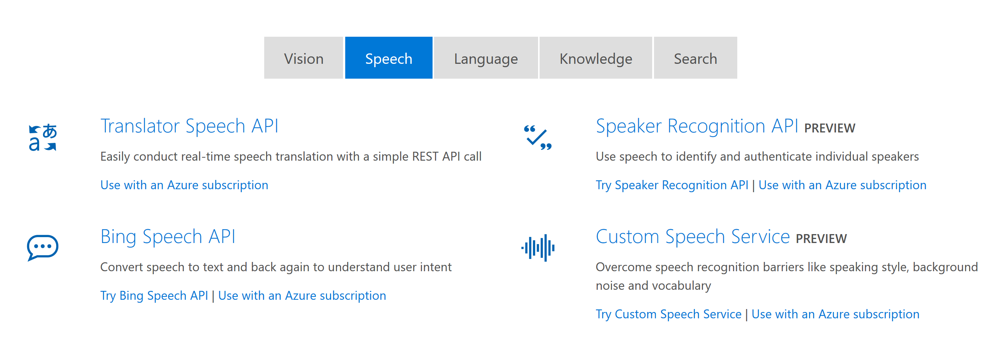 Vision
Speech
Language
Knowledge
Search
Translator Speech API
Easily conduct real-time speech translation with a simple REST API call
Use with an Azure subscription
Speaker Recognition API PREVIEW
Use speech to identify and authenticate individual speakers
Try Speaker Recognition API | Use with an Azure subscription
Bing Speech API
Convert speech to text and back again to understand user intent
Try Bing Speech API | Use with an Azure subscription
Custom Speech Service PREVIEW
Overcome speech recognition barriers like speaking style, background
noise and vocabulary
Try Custom Speech Service | Use with an Azure subscription
あ
a